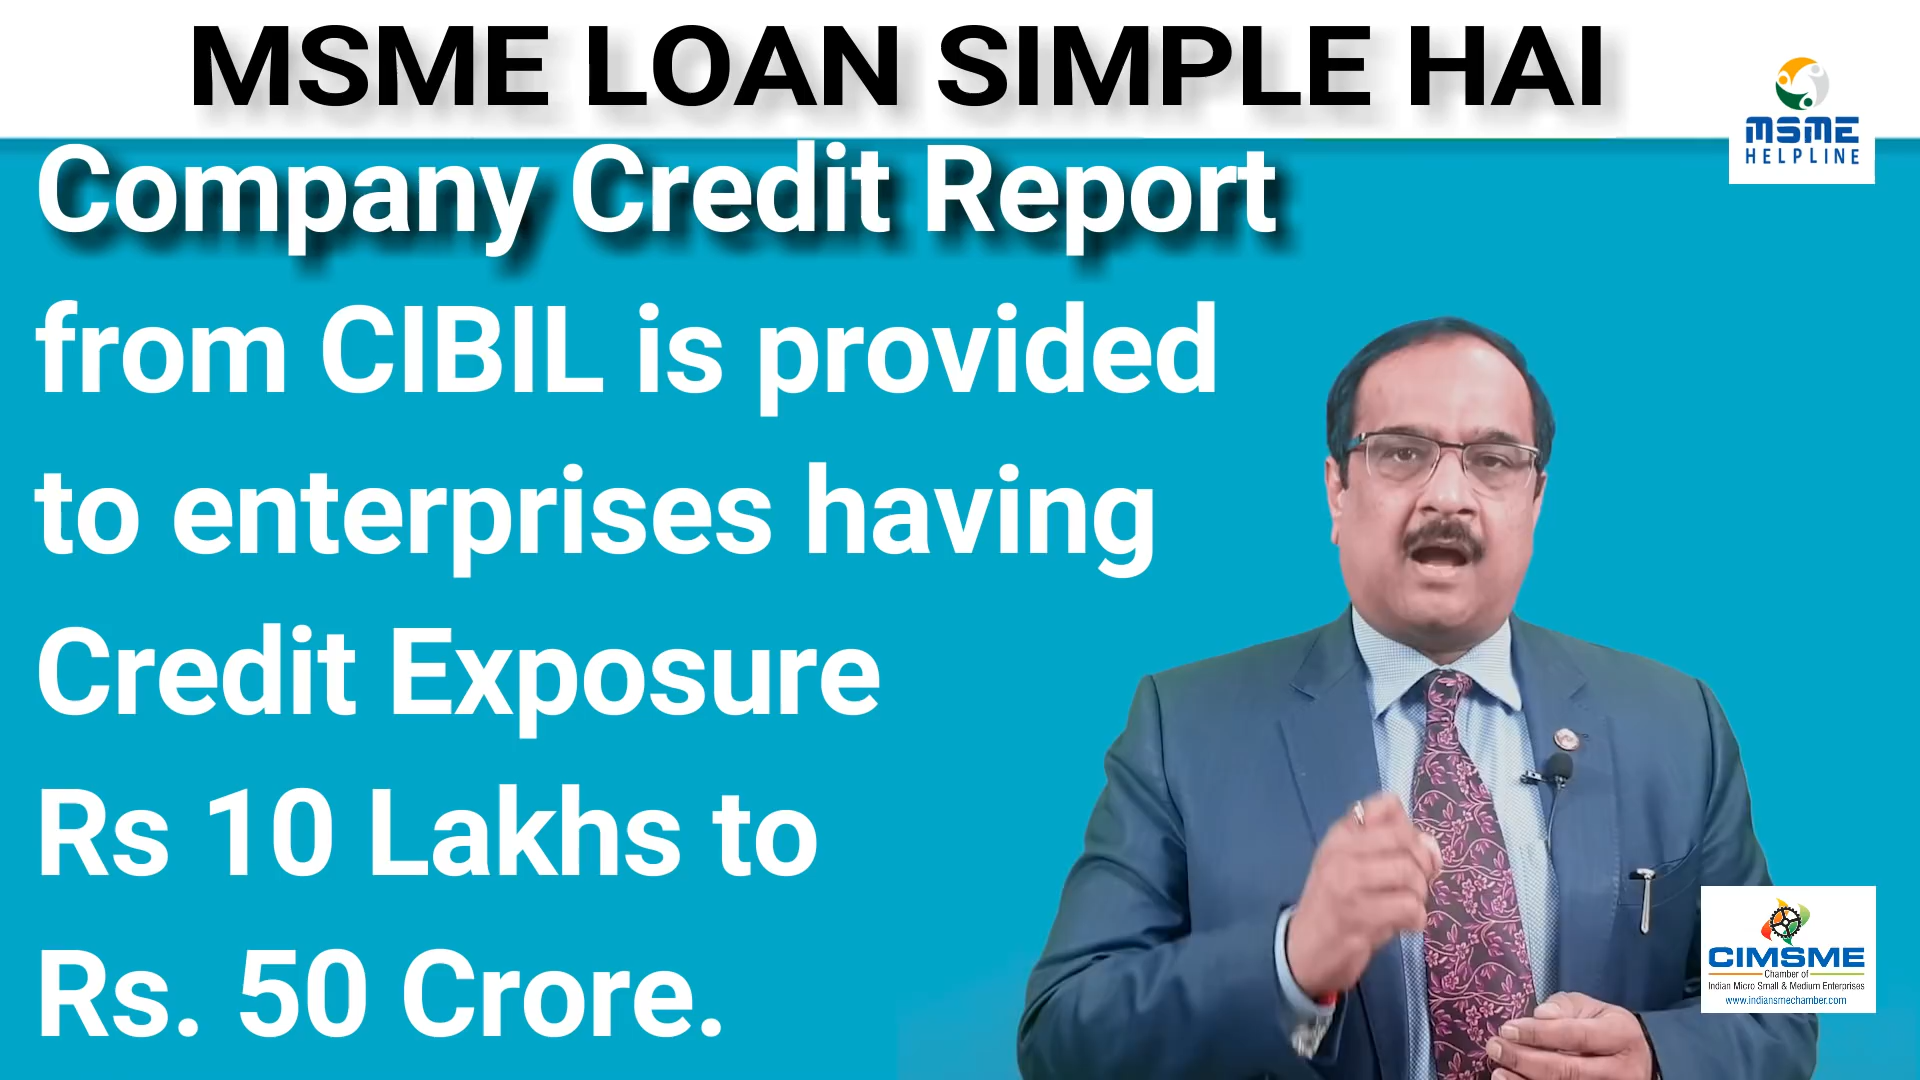 MSME LOAN SIMPLE HAI
MSME
HELPLINE
Company Credit Report
from CIBIL is provided
to enterprises having
Credit Exposure
Rs 10 Lakhs to
Rs. 50 Crore.
CIMSME
Chamber of
Indian Micro Small & Medium Enterprises
www.indiansmechamber.com